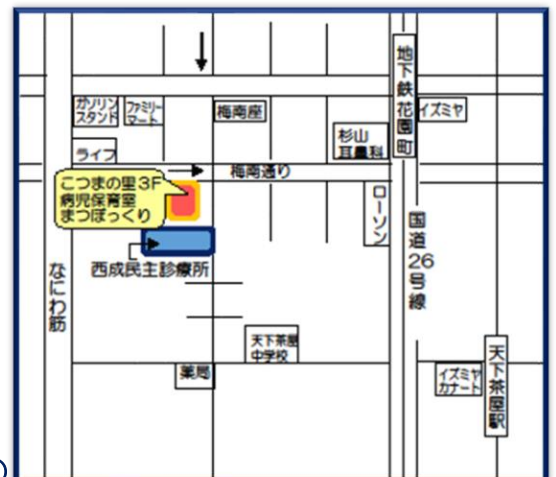 地下鉄花園町
ガソリン
スタンド
ファミリー
マート
梅南座
イズミヤ
杉山
耳鼻科
ライフ
梅南通り
こつまの里3F
病児保育室
まつぼっくり
ローソン
国道26号線
西成民主診療所
なにわ筋
天下茶屋
中学校
薬局
イズミヤ
カナート
天下茶屋駅